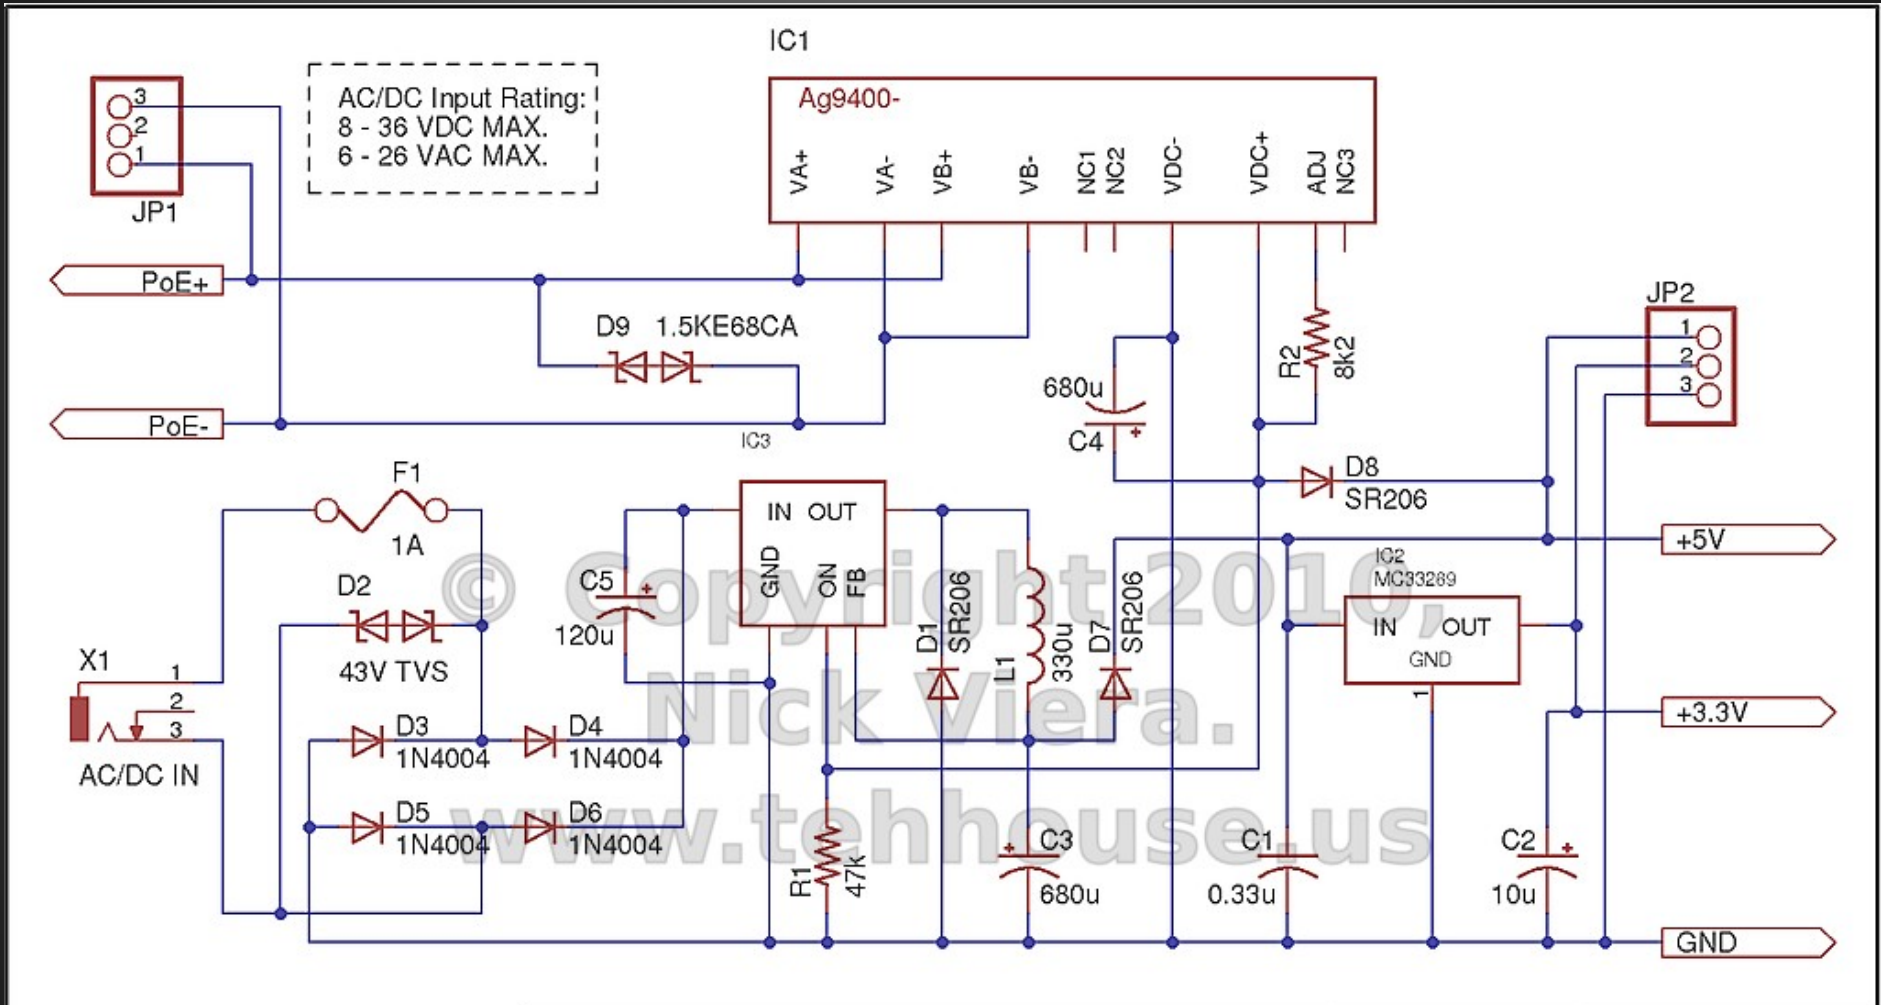 IC1
Ag9400-
VA+
VA-
VB+
VB-
NC1
NC2
VDC-
VDC+
ADJ
NC3
3
2
1
JP1
AC/DC Input Rating:
8 - 36 VDC MAX.
6 - 26 VAC MAX.
PoE+
D9 1.5KE68CA
PoE-
IC3
R2
8k2
680u
C4
JP2
1
2
3
D8
SR206
F1
1A
IN OUT
GND
ON
FB
+5V
IC2
MC33269
IN OUT
GND
1
D2
43V TVS
C5
120u
D1
SR206
L1
330u
D7
SR206
X1
1
2
3
AC/DC IN
+3.3V
D3
1N4004
D4
1N4004
D5
1N4004
D6
1N4004
R1
47k
C3
680u
C1
0.33u
C2
10u
GND
© Copyright 2010,
Nick Viera.
www.tehhouse.us